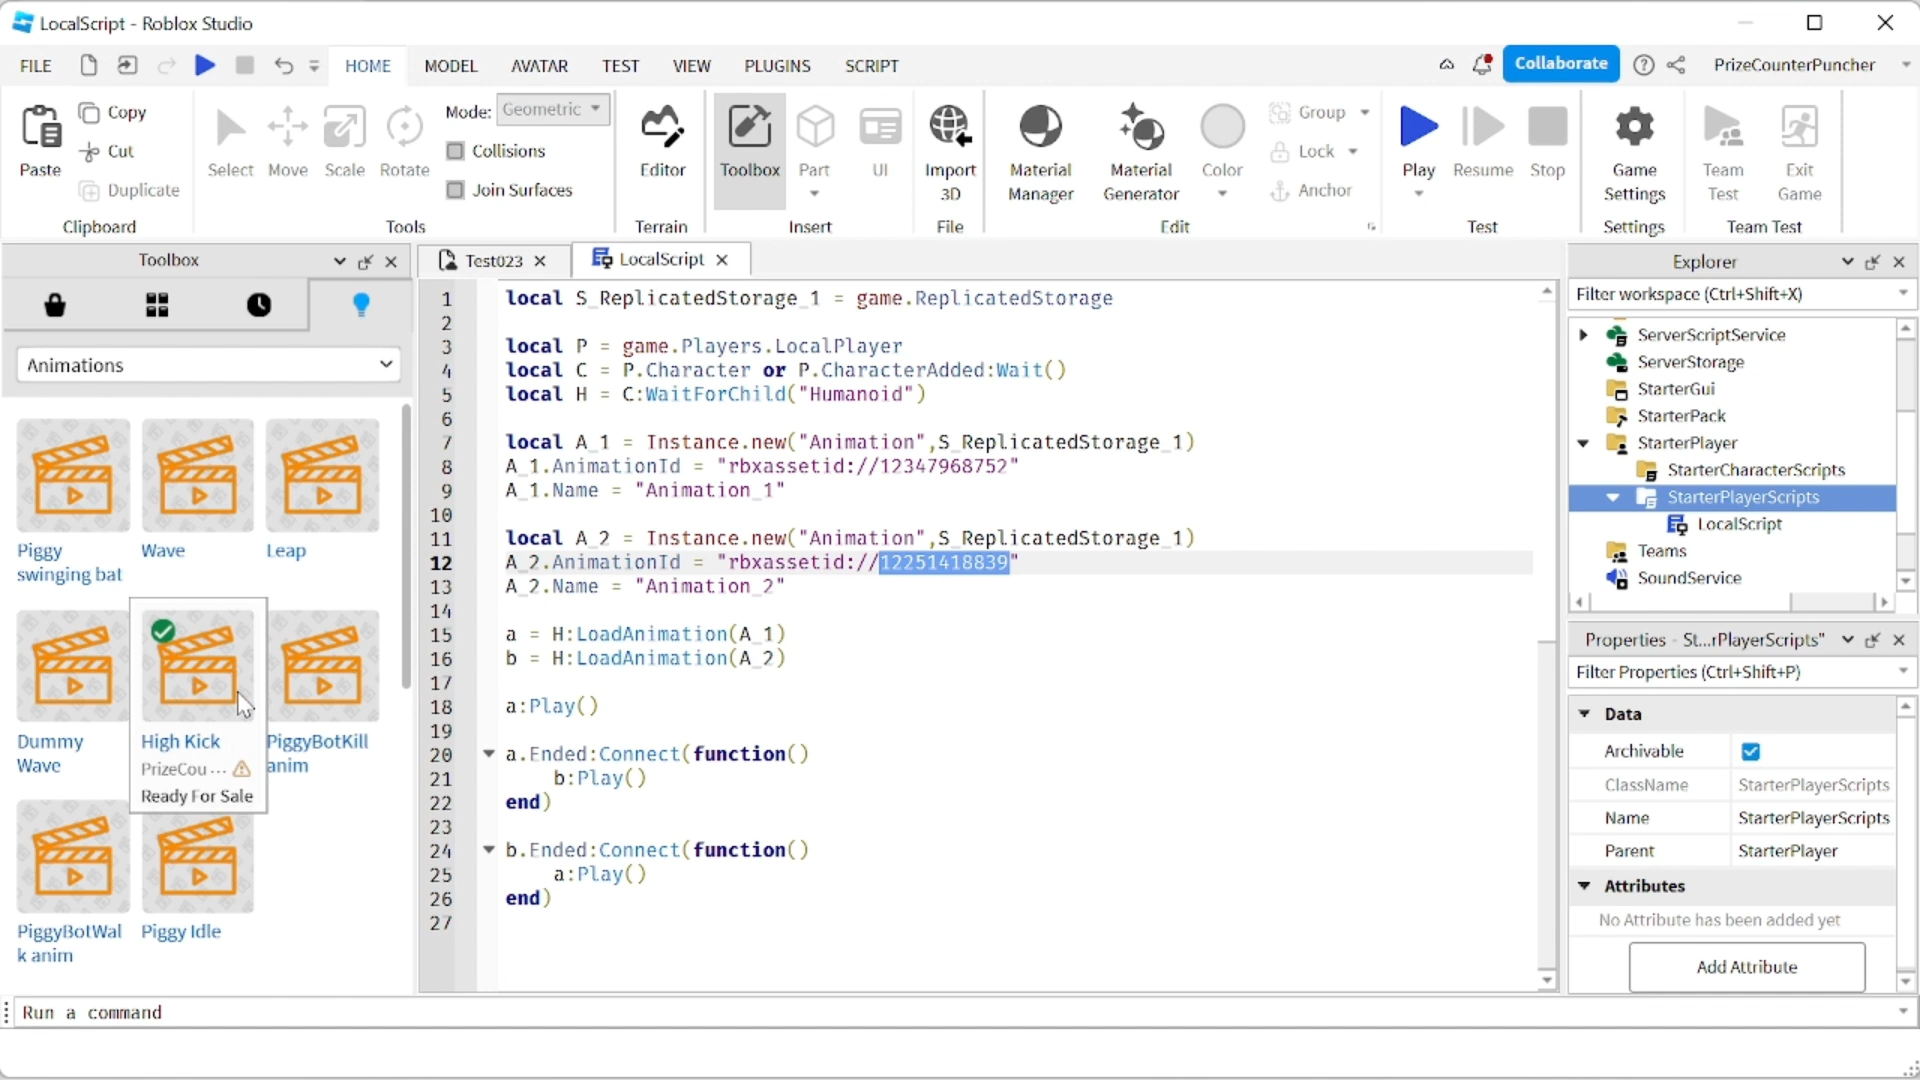 LocalScript - Roblox Studio
FILE HOME MODEL AVATAR TEST VIEW PLUGINS SCRIPT Collaborate PrizeCounterPuncher
Paste
Copy
Cut
Duplicate
Clipboard
Select
Move
Scale
Rotate
Mode: Geometric
Collisions
Join Surfaces
Tools
Editor
Terrain
Toolbox
Part
UI
Insert
Import
3D
File
Material
Manager
Material
Generator
Color
Group
Lock
Anchor
Edit
Play
Resume
Stop
Test
Game
Settings
Settings
Team
Test
Exit
Game
Team Test
Toolbox
Animations
Piggy
swinging bat
Wave
Leap
Dummy
Wave
High Kick
PrizeCou ...
Ready For Sale
PiggyBotKill
anim
PiggyBotWal
k anim
Piggy Idle
Test023
LocalScript
1 local S_ReplicatedStorage_1 = game.ReplicatedStorage
2
3 local P = game.Players.LocalPlayer
4 local C = P.Character or P.CharacterAdded:Wait()
5 local H = C:WaitForChild("Humanoid")
6
7 local A_1 = Instance.new("Animation",S_ReplicatedStorage_1)
8 A_1.AnimationId = "rbxassetid://12347968752"
9 A_1.Name = "Animation_1"
10
11 local A_2 = Instance.new("Animation",S_ReplicatedStorage_1)
12 A_2.AnimationId = "rbxassetid://12251418839"
13 A_2.Name = "Animation_2"
14
15 a = H:LoadAnimation(A_1)
16 b = H:LoadAnimation(A_2)
17
18 a:Play()
19
20 a.Ended:Connect(function()
21 b:Play()
22 end)
23
24 b.Ended:Connect(function()
25 a:Play()
26 end)
27
Explorer
Filter workspace (Ctrl+Shift+X)
ServerScriptService
ServerStorage
StarterGui
StarterPack
StarterPlayer
StarterCharacterScripts
StarterPlayerScripts
LocalScript
Teams
SoundService
Properties - St...rPlayerScripts"
Filter Properties (Ctrl+Shift+P)
Data
Archivable
ClassName StarterPlayerScripts
Name StarterPlayerScripts
Parent StarterPlayer
Attributes
No Attribute has been added yet
Add Attribute
Run a command